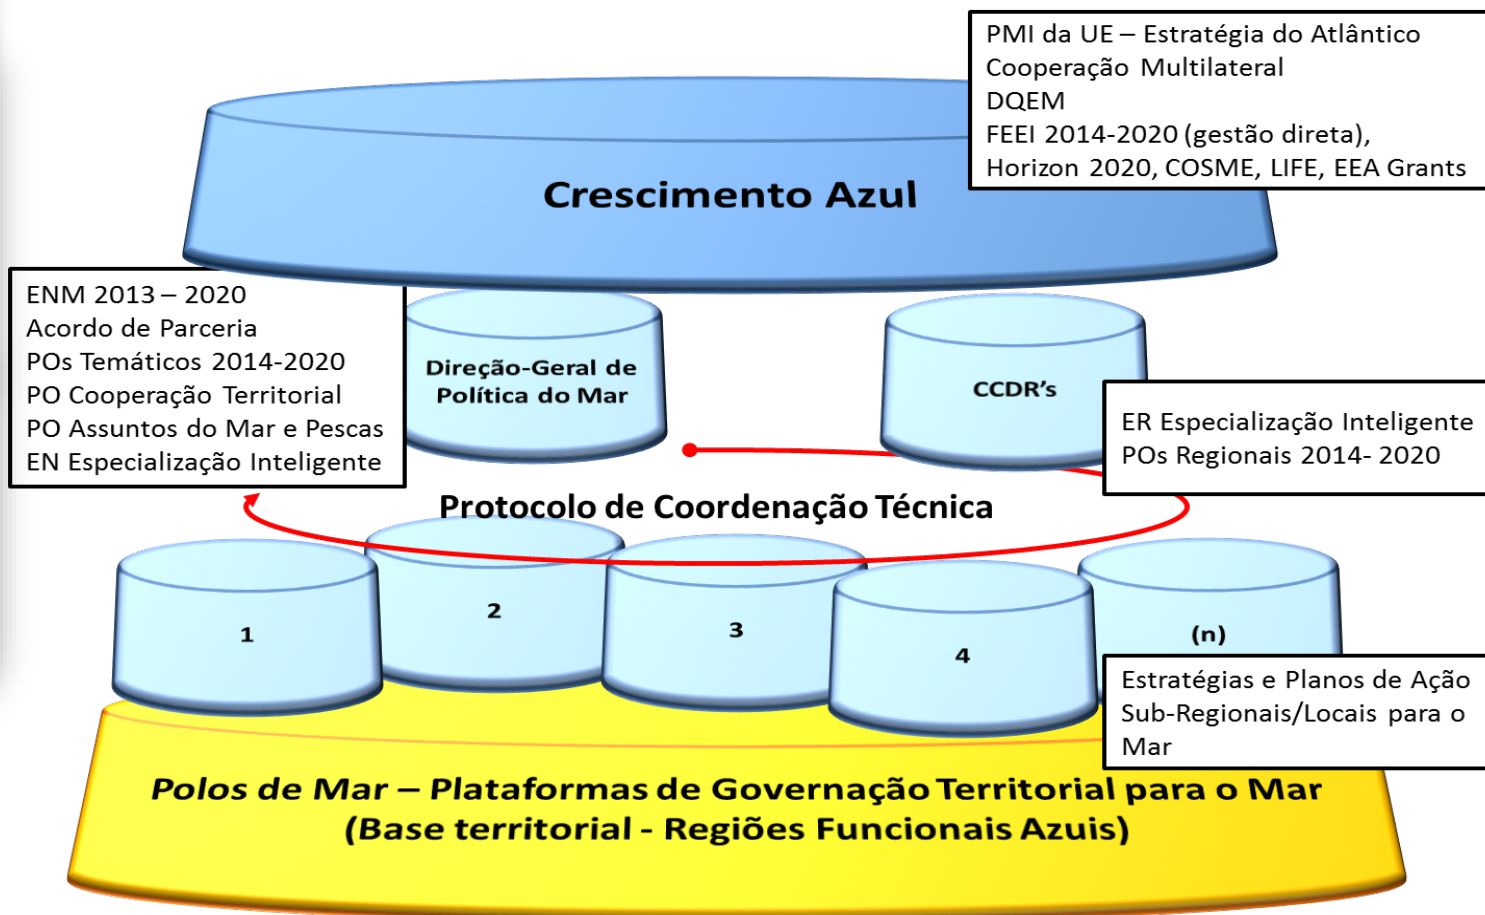 PMI da UE – Estratégia do Atlântico
Cooperação Multilateral
DQEM
FEEI 2014-2020 (gestão direta),
Horizon 2020, COSME, LIFE, EEA Grants
Crescimento Azul
ENM 2013 – 2020
Acordo de Parceria
POs Temáticos 2014-2020
PO Cooperação Territorial
PO Assuntos do Mar e Pescas
EN Especialização Inteligente
Direção-Geral de
Política do Mar
CCDR’s
ER Especialização Inteligente
POs Regionais 2014- 2020
Protocolo de Coordenação Técnica
1
2
3
4
(n)
Estratégias e Planos de Ação
Sub-Regionais/Locais para o
Mar
Polos de Mar – Plataformas de Governação Territorial para o Mar
(Base territorial - Regiões Funcionais Azuis)